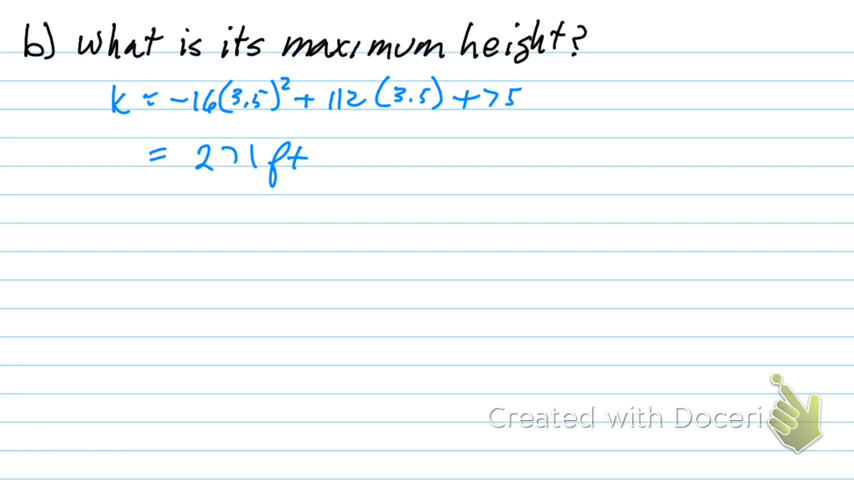 b) What is its maximum height?
k = -16(3.5)² + 112 (3.5) + 75
= 271 ft
Created with Doceri